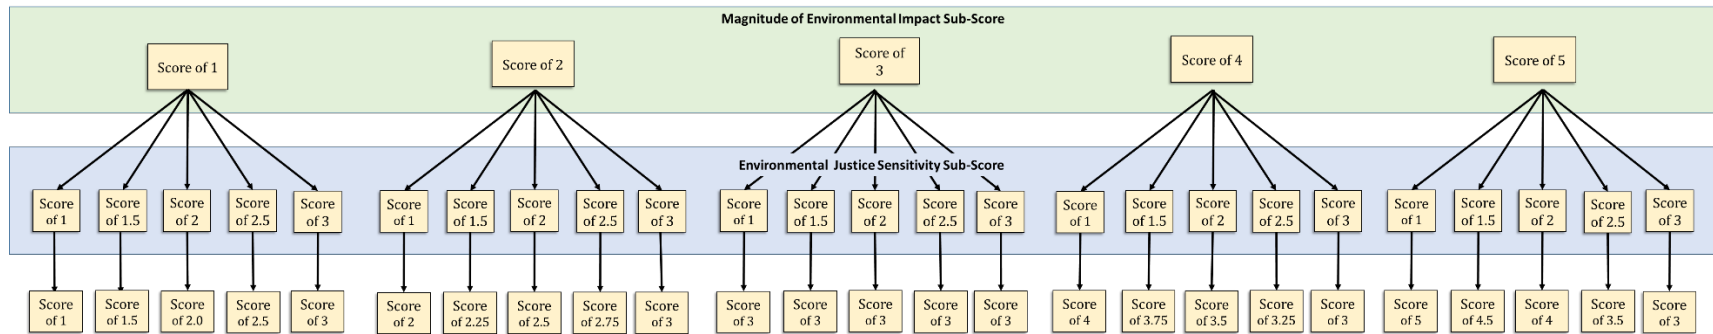 Magnitude of Environmental Impact Sub-Score
Score of 1
Score of 2
Score of
3
Score of 4
Score of 5
Environmental Justice Sensitivity Sub-Score
Score
of 1
Score
of 1.5
Score
of 2
Score
of 2.5
Score
of 3
Score
of 1
Score
of 1.5
Score
of 2
Score
of 2.5
Score
of 3
Score
of 1
Score
of 1.5
Score
of 2
Score
of 2.5
Score
of 3
Score
of 1
Score
of 1.5
Score
of 2
Score
of 2.5
Score
of 3
Score
of 1
Score
of 1.5
Score
of 2
Score
of 2.5
Score
of 3
Score
of 1
Score
of 1.5
Score
of 2.0
Score
of 2.5
Score
of 3
Score
of 2
Score
of 2.25
Score
of 2.5
Score
of 2.75
Score
of 3
Score
of 3
Score
of 3
Score
of 3
Score
of 3
Score
of 3
Score
of 4
Score
of 3.75
Score
of 3.5
Score
of 3.25
Score
of 3
Score
of 5
Score
of 4.5
Score
of 4
Score
of 3.5
Score
of 3